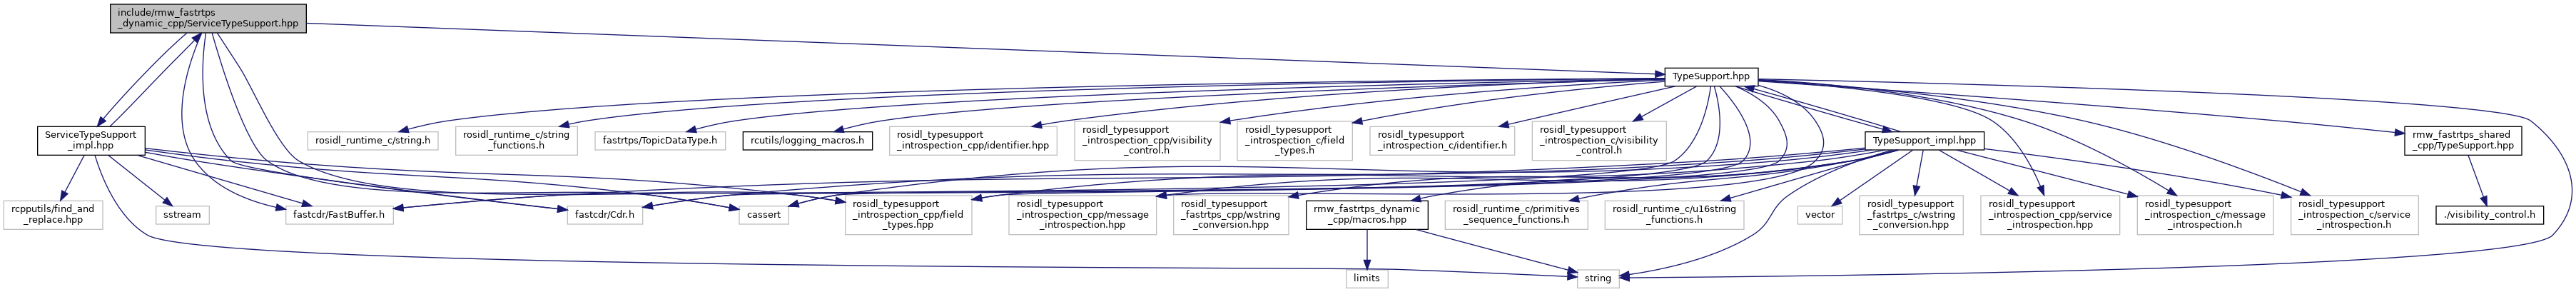 include/rmw_fastrtps
_dynamic_cpp/ServiceTypeSupport.hpp
TypeSupport.hpp
ServiceTypeSupport
_impl.hpp
rosidl_runtime_c/string.h
rosidl_runtime_c/string
_functions.h
fastrtps/TopicDataType.h
rcutils/logging_macros.h
rosidl_typesupport
_introspection_cpp/identifier.hpp
rosidl_typesupport
_introspection_cpp/visibility
_control.h
rosidl_typesupport
_introspection_c/field
_types.h
rosidl_typesupport
_introspection_c/identifier.h
rosidl_typesupport
_introspection_c/visibility
_control.h
TypeSupport_impl.hpp
rmw_fastrtps_shared
_cpp/TypeSupport.hpp
rcpputils/find_and
_replace.hpp
sstream
fastcdr/FastBuffer.h
fastcdr/Cdr.h
cassert
rosidl_typesupport
_introspection_cpp/field
_types.hpp
rosidl_typesupport
_introspection_cpp/message
_introspection.hpp
rosidl_typesupport
_fastrtps_cpp/wstring
_conversion.hpp
rmw_fastrtps_dynamic
_cpp/macros.hpp
rosidl_runtime_c/primitives
_sequence_functions.h
rosidl_runtime_c/u16string
_functions.h
vector
rosidl_typesupport
_fastrtps_c/wstring
_conversion.hpp
rosidl_typesupport
_introspection_cpp/service
_introspection.hpp
rosidl_typesupport
_introspection_c/message
_introspection.h
rosidl_typesupport
_introspection_c/service
_introspection.h
./visibility_control.h
limits
string